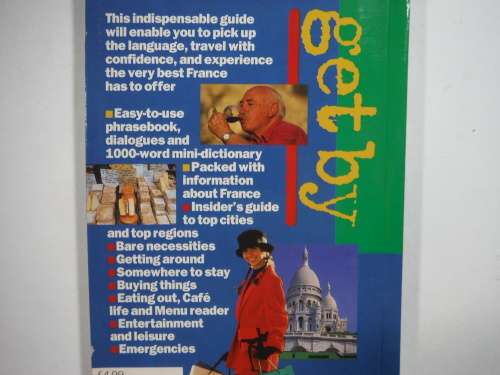 This indispensable guide
will enable you to pick up
the language, travel with
confidence, and experience
the very best France
has to offer
Easy-to-use
phrasebook,
dialogues and
1000-word mini-dictionary
Packed with
information
about France
Insider's guide
to top cities
and top regions
Bare necessities
Getting around
Somewhere to stay
Buying things
Eating out, Café
life and Menu reader
Entertainment
and leisure
Emergencies
get by
£4.99